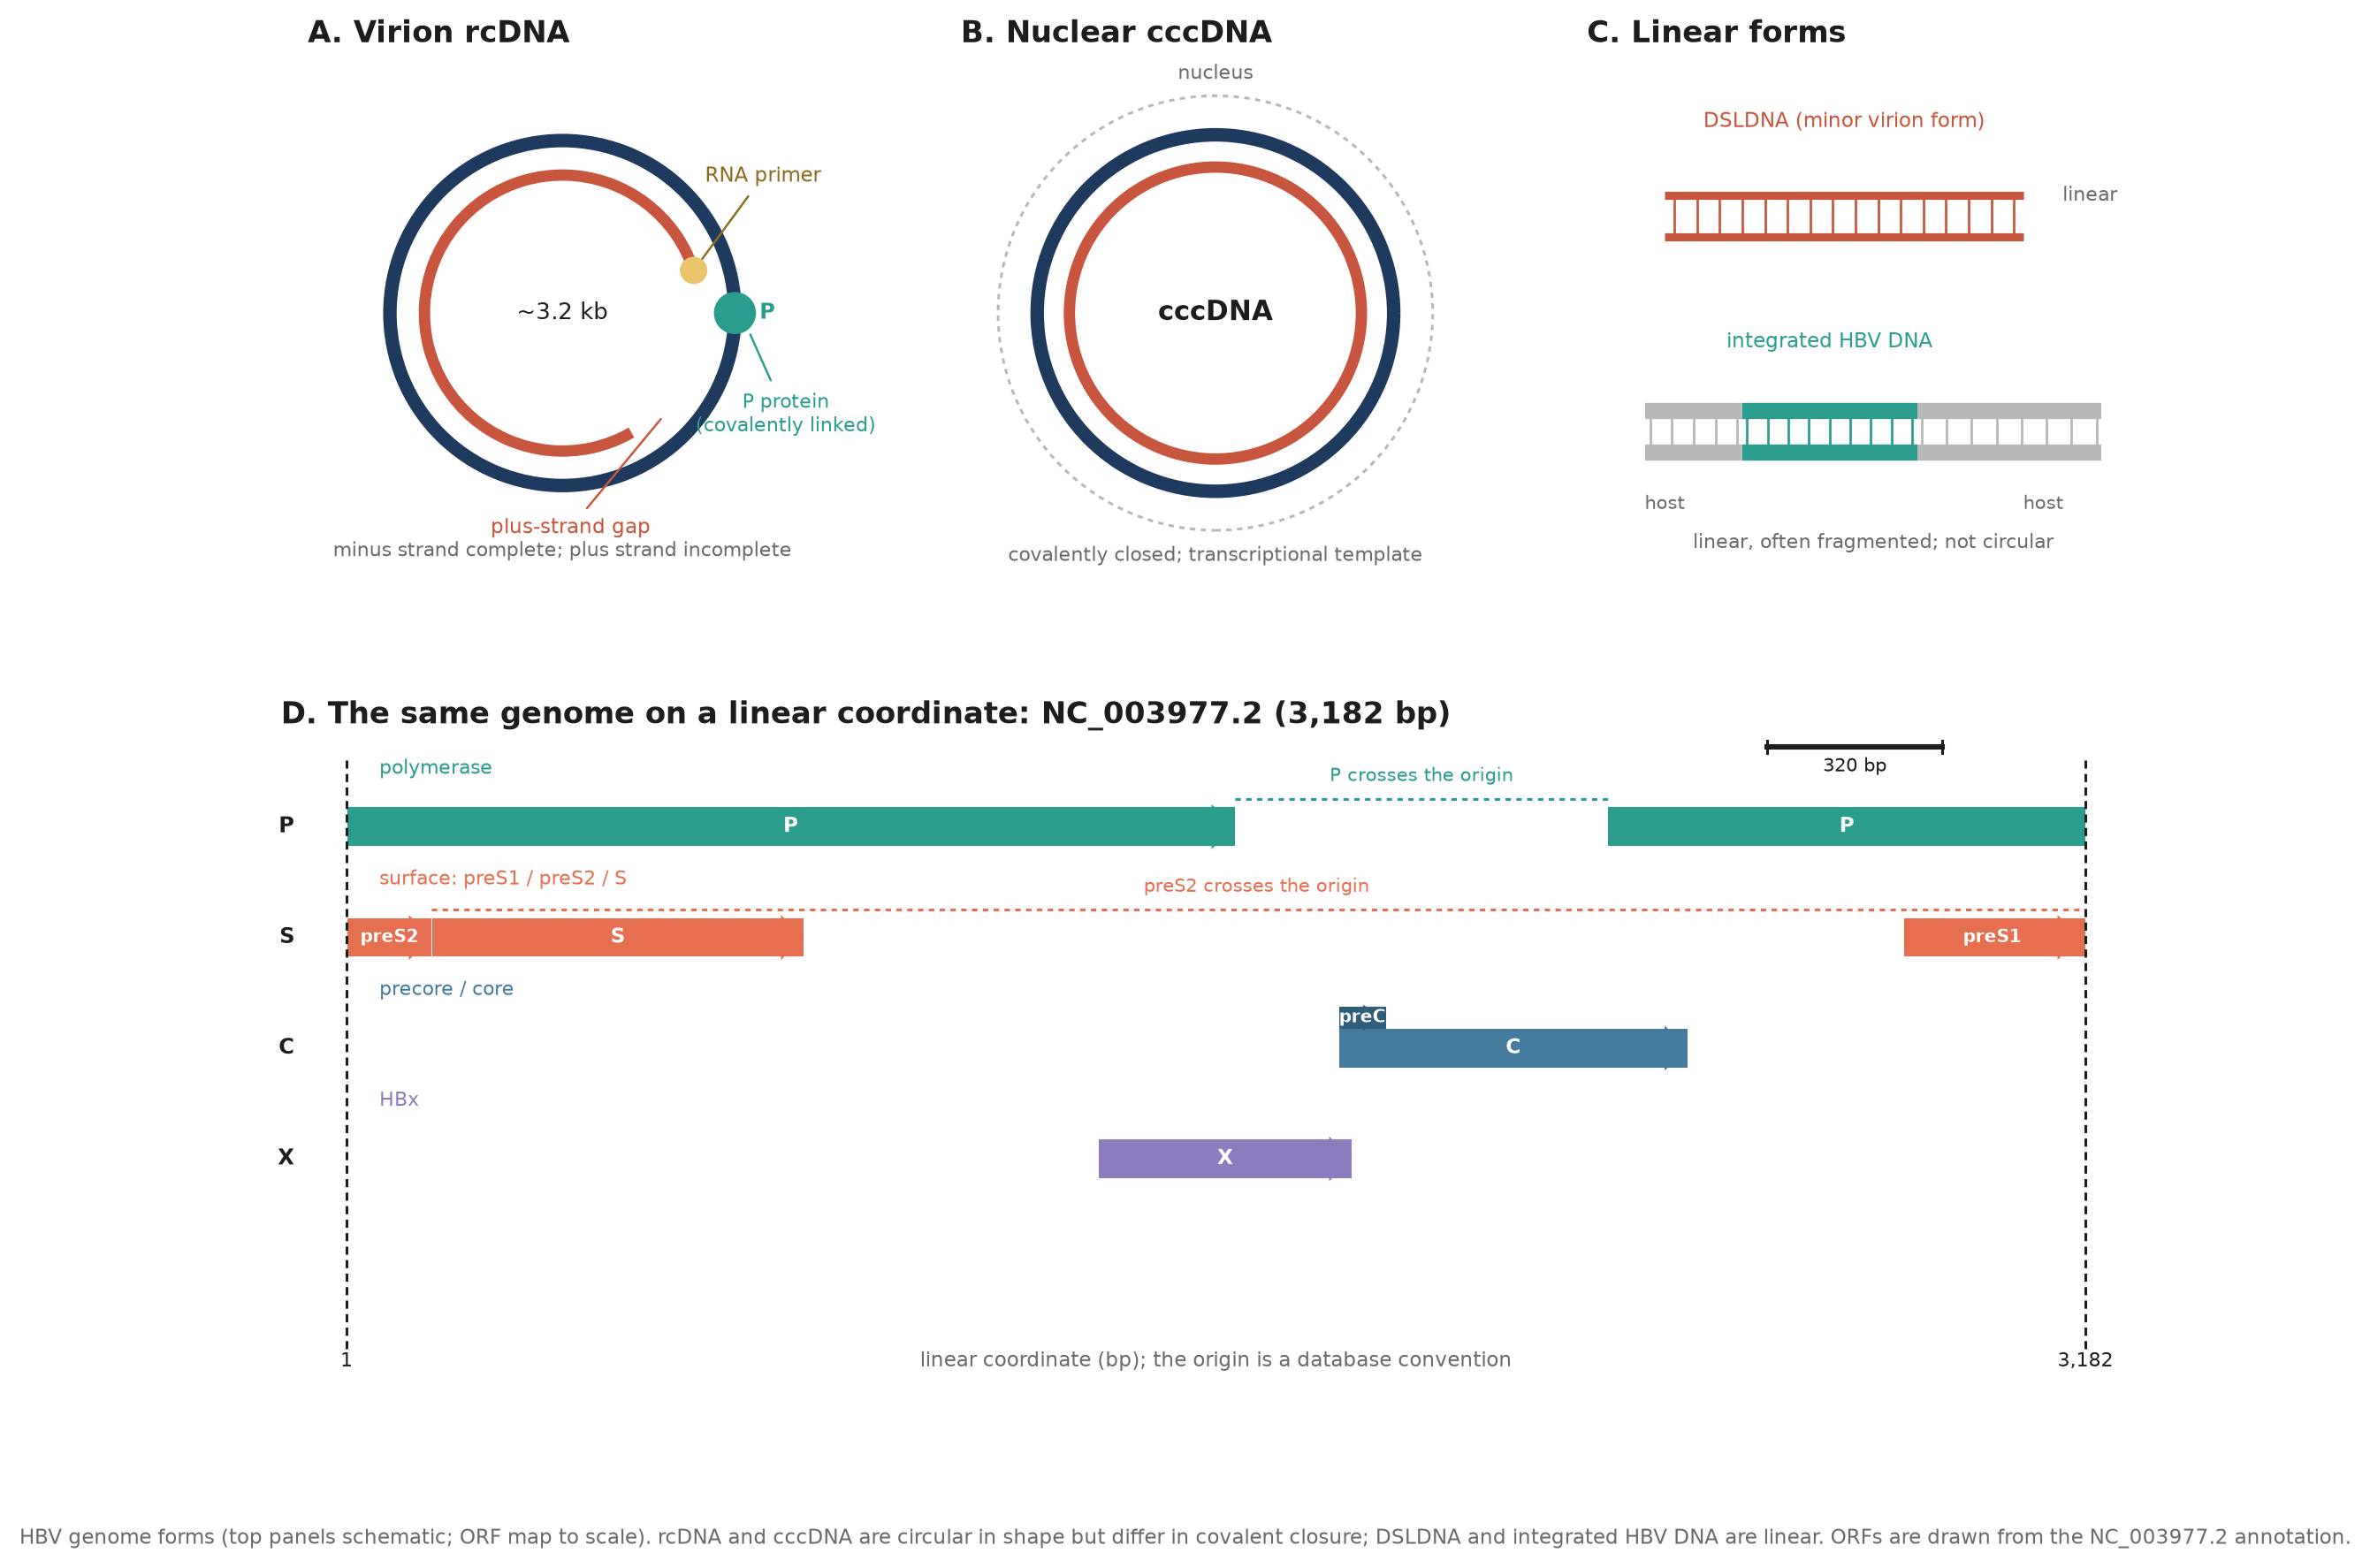 A. Virion rcDNA
RNA primer
~3.2 kb
P
P protein
(covalently linked)
plus-strand gap
minus strand complete; plus strand incomplete
B. Nuclear cccDNA
nucleus
cccDNA
covalently closed; transcriptional template
C. Linear forms
DSLDNA (minor virion form)
linear
integrated HBV DNA
host
host
linear, often fragmented; not circular
D. The same genome on a linear coordinate: NC_003977.2 (3,182 bp)
320 bp
polymerase
P crosses the origin
P
P
P
surface: preS1 / preS2 / S
preS2 crosses the origin
S
preS2
S
preS1
precore / core
preC
C
C
HBx
X
X
1
linear coordinate (bp); the origin is a database convention
3,182
HBV genome forms (top panels schematic; ORF map to scale). rcDNA and cccDNA are circular in shape but differ in covalent closure; DSLDNA and integrated HBV DNA are linear. ORFs are drawn from the NC_003977.2 annotation.